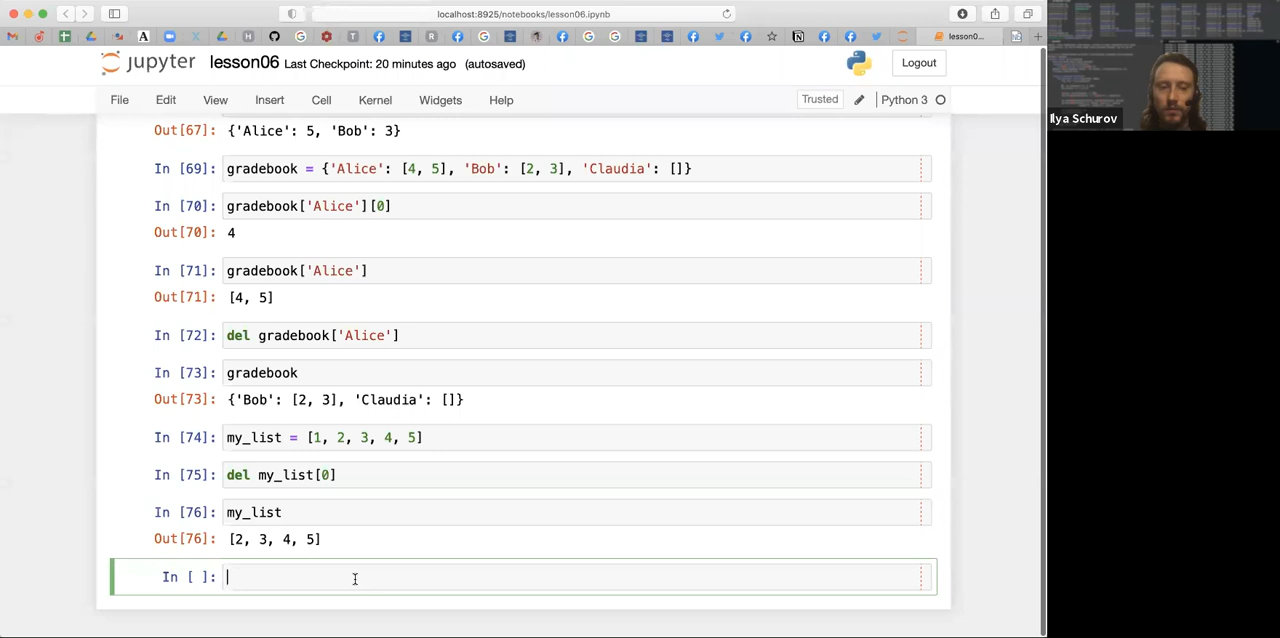 localhost:8925/notebooks/lesson06.ipynb
lesson0...
jupyter lesson06 Last Checkpoint: 20 minutes ago (autosaved)
Logout
File Edit View Insert Cell Kernel Widgets Help
Trusted Python 3
Out[67]: {'Alice': 5, 'Bob': 3}
In [69]: gradebook = {'Alice': [4, 5], 'Bob': [2, 3], 'Claudia': []}
In [70]: gradebook['Alice'][0]
Out[70]: 4
In [71]: gradebook['Alice']
Out[71]: [4, 5]
In [72]: del gradebook['Alice']
In [73]: gradebook
Out[73]: {'Bob': [2, 3], 'Claudia': []}
In [74]: my_list = [1, 2, 3, 4, 5]
In [75]: del my_list[0]
In [76]: my_list
Out[76]: [2, 3, 4, 5]
In [ ]:
Ilya Schurov